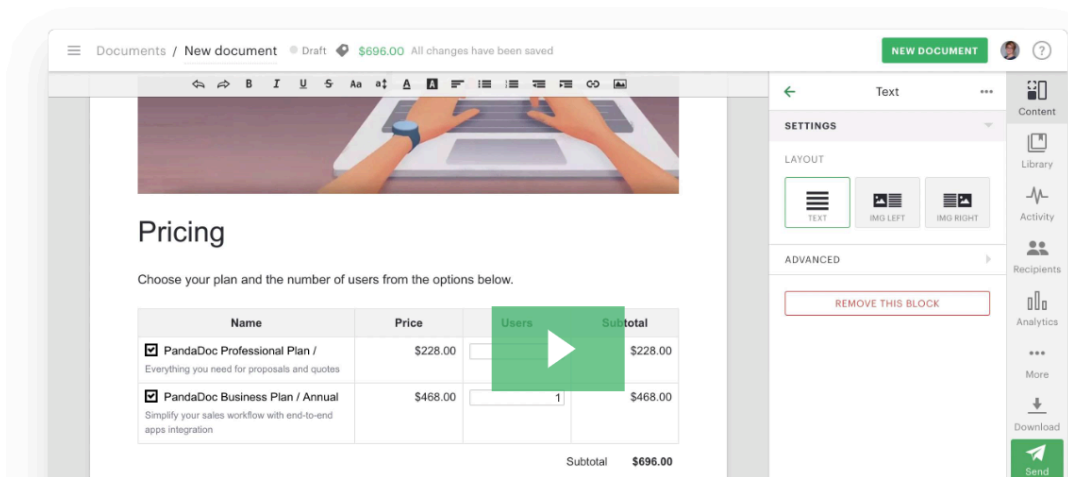 Documents / New document Draft $696.00 All changes have been saved NEW DOCUMENT ?
B I U S Aa a A A
Text
Content
SETTINGS
Library
LAYOUT
TEXT IMG LEFT IMG RIGHT
Activity
ADVANCED
Recipients
REMOVE THIS BLOCK
Analytics
More
Download
Send
Pricing
Choose your plan and the number of users from the options below.
Name Price Users Subtotal
PandaDoc Professional Plan / $228.00 $228.00
Everything you need for proposals and quotes
PandaDoc Business Plan / Annual $468.00 1 $468.00
Simplify your sales workflow with end-to-end
apps integration
Subtotal $696.00